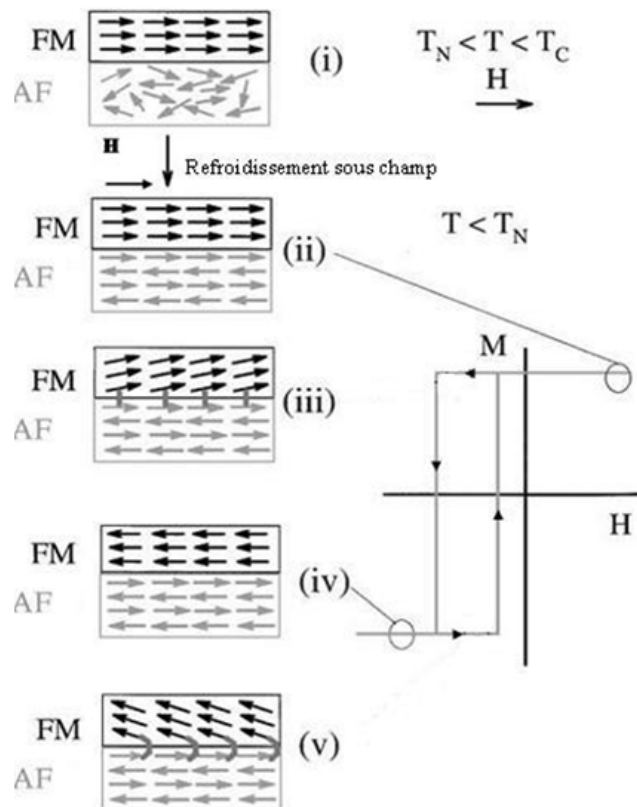 FM
AF
(i)
T_N < T < T_C
H
H
Refroidissement sous champ
FM
AF
(ii)
T < T_N
FM
AF
(iii)
M
H
FM
AF
(iv)
FM
AF
(v)